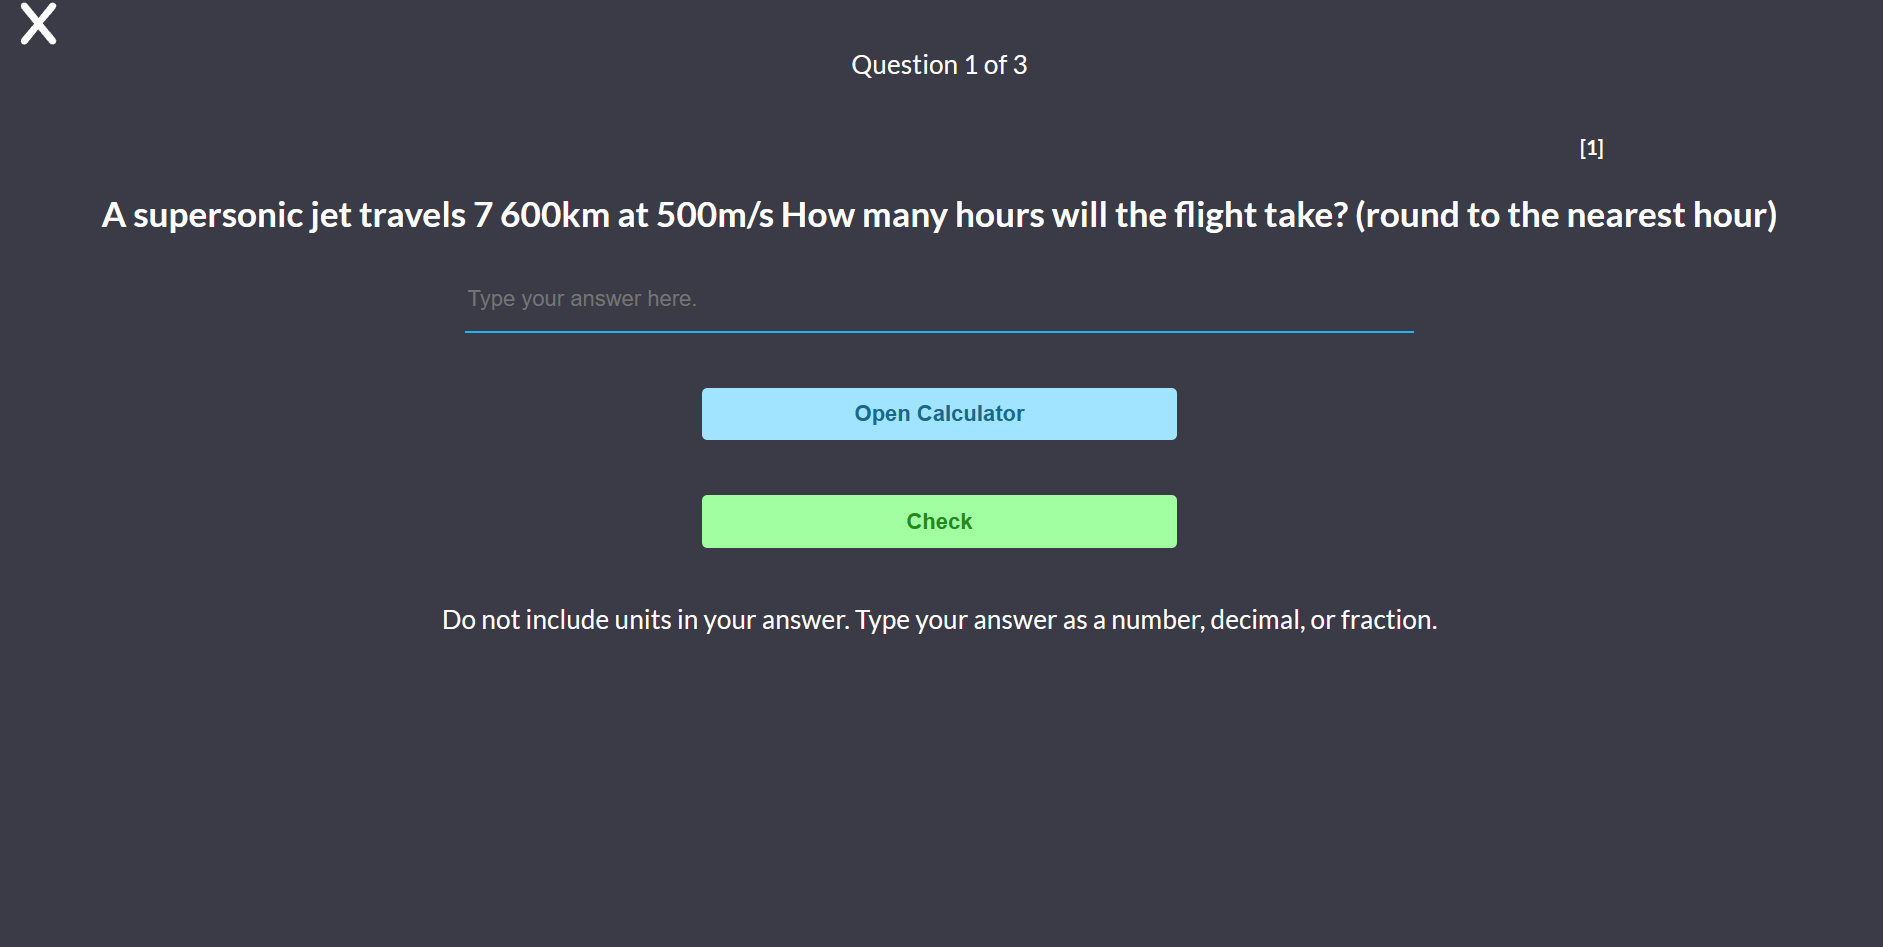 Question 1 of 3
[1]
A supersonic jet travels 7 600km at 500m/s How many hours will the flight take? (round to the nearest hour)
Type your answer here.
Open Calculator
Check
Do not include units in your answer. Type your answer as a number, decimal, or fraction.